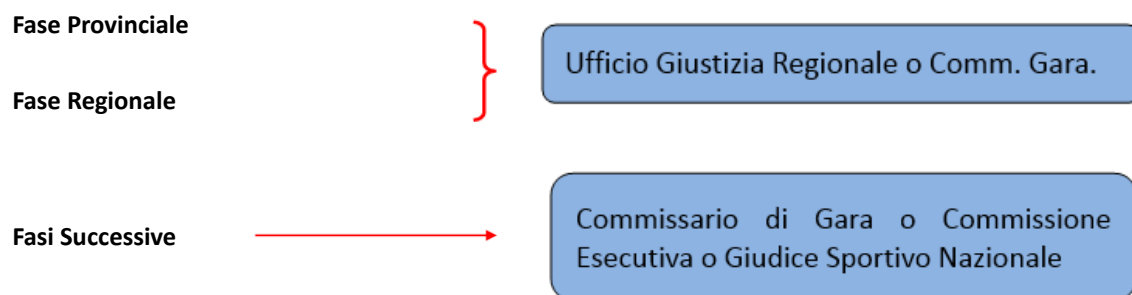 Fase Provinciale
Ufficio Giustizia Regionale o Comm. Gara.
Fase Regionale
Fasi Successive
Commissario di Gara o Commissione
Esecutiva o Giudice Sportivo Nazionale